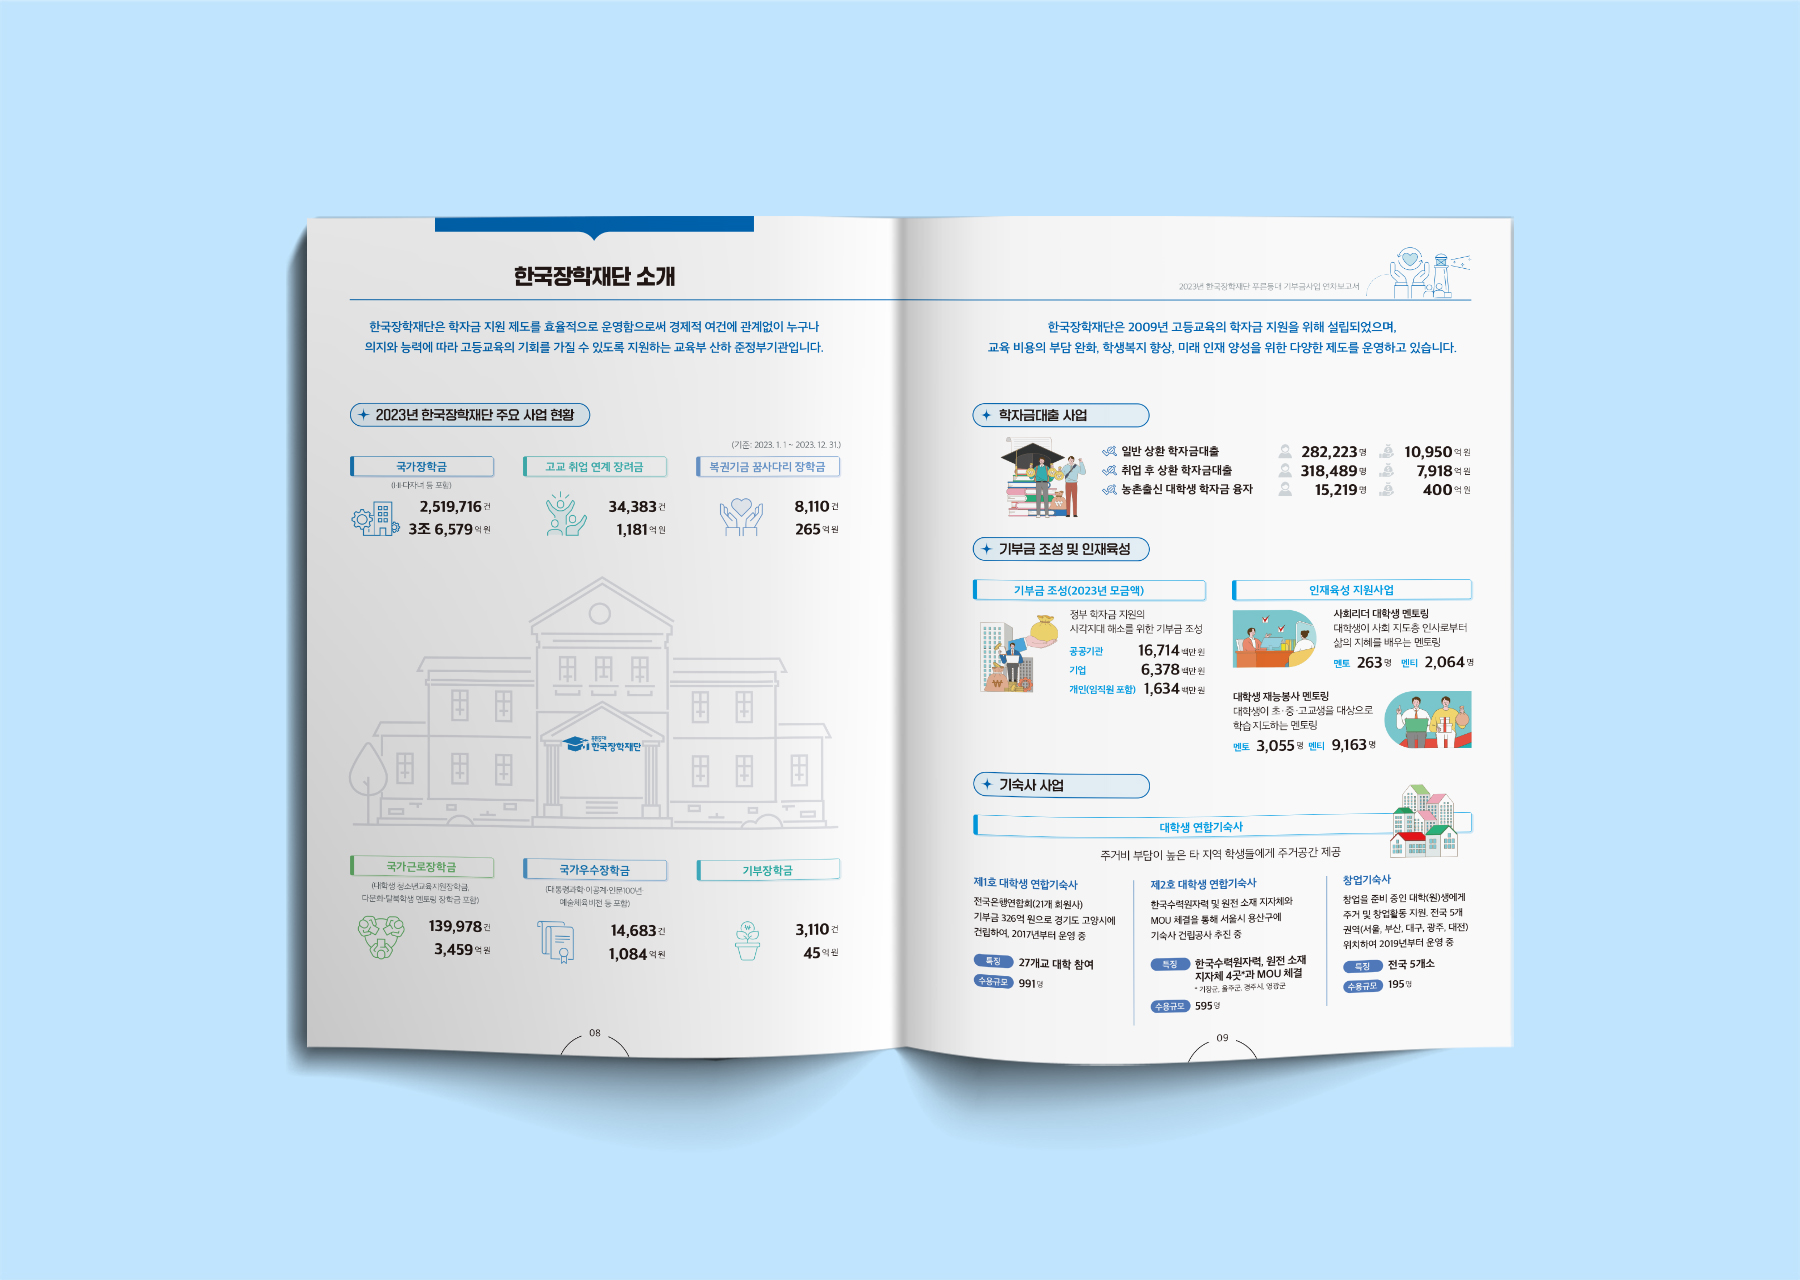 한국장학재단 소개
한국장학재단은 학자금 지원 제도를 효율적으로 운영함으로써 경제적 여건에 관계없이 누구나
의지와 능력에 따라 고등교육의 기회를 가질 수 있도록 지원하는 교육부 산하 준정부기관입니다.
2023년 한국장학재단 주요 사업 현황
(기준: 2023. 1. 1 ~ 2023. 12. 31.)
국가장학금
(Ⅰ·Ⅱ·다자녀 등 포함)
2,519,716 건
3조 6,579 억 원
고교 취업 연계 장려금
34,383 건
1,181 억 원
복권기금 꿈사다리 장학금
8,110 건
265 억 원
푸른등대
한국장학재단
국가근로장학금
(대학생 청소년교육지원장학금,
다문화·탈북학생 멘토링 장학금 포함)
139,978 건
3,459 억 원
국가우수장학금
(대통령과학·이공계·인문100년·
예술체육비전 등 포함)
14,683 건
1,084 억 원
기부장학금
3,110 건
45 억 원
08
2023년 한국장학재단 푸른등대 기부금사업 연차보고서
한국장학재단은 2009년 고등교육의 학자금 지원을 위해 설립되었으며,
교육 비용의 부담 완화, 학생복지 향상, 미래 인재 양성을 위한 다양한 제도를 운영하고 있습니다.
학자금대출 사업
일반 상환 학자금대출 282,223 명 10,950 억 원
취업 후 상환 학자금대출 318,489 명 7,918 억 원
농촌출신 대학생 학자금 융자 15,219 명 400 억 원
기부금 조성 및 인재육성
기부금 조성(2023년 모금액)
정부 학자금 지원의
사각지대 해소를 위한 기부금 조성
공공기관 16,714 백만 원
기업 6,378 백만 원
개인(임직원 포함) 1,634 백만 원
인재육성 지원사업
사회리더 대학생 멘토링
대학생이 사회 지도층 인사로부터
삶의 지혜를 배우는 멘토링
멘토 263 명 멘티 2,064 명
대학생 재능봉사 멘토링
대학생이 초·중·고교생을 대상으로
학습지도하는 멘토링
멘토 3,055 명 멘티 9,163 명
기숙사 사업
대학생 연합기숙사
주거비 부담이 높은 타 지역 학생들에게 주거공간 제공
제1호 대학생 연합기숙사
전국은행연합회(21개 회원사)
기부금 326억 원으로 경기도 고양시에
건립하여, 2017년부터 운영 중
특징 27개교 대학 참여
수용규모 991 명
제2호 대학생 연합기숙사
한국수력원자력 및 원전 소재 지자체와
MOU 체결을 통해 서울시 용산구에
기숙사 건립공사 추진 중
특징 한국수력원자력, 원전 소재
지자체 4곳*과 MOU 체결
* 기장군, 울주군, 경주시, 영광군
수용규모 595 명
창업기숙사
창업을 준비 중인 대학(원)생에게
주거 및 창업활동 지원. 전국 5개
권역(서울, 부산, 대구, 광주, 대전)
위치하여 2019년부터 운영 중
특징 전국 5개소
수용규모 195 명
09